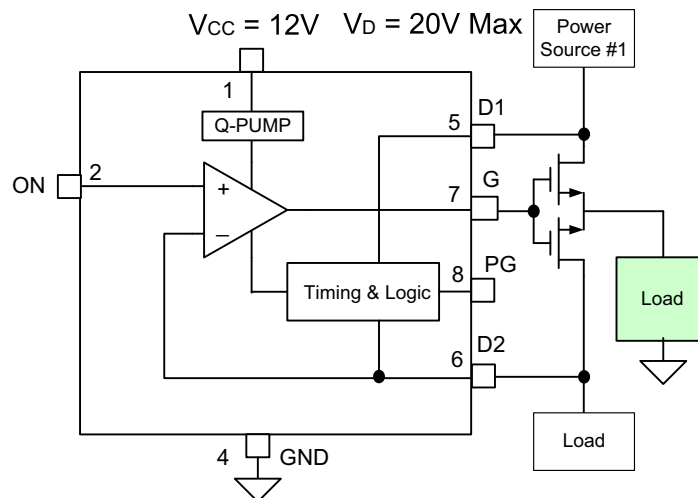 VCC = 12V VD = 20V Max
Power
Source #1
1
Q-PUMP
D1
5
ON
2
+
–
G
7
PG
8
Timing & Logic
Load
D2
6
Load
4
GND